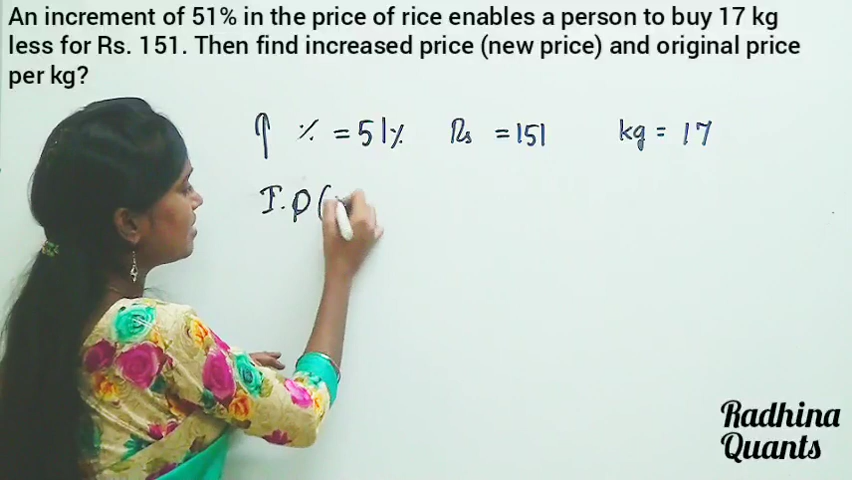 An increment of 51% in the price of rice enables a person to buy 17 kg
less for Rs. 151. Then find increased price (new price) and original price
per kg?
↑ % = 51% Rs = 151 kg = 17
I.P (
Radhina
Quants